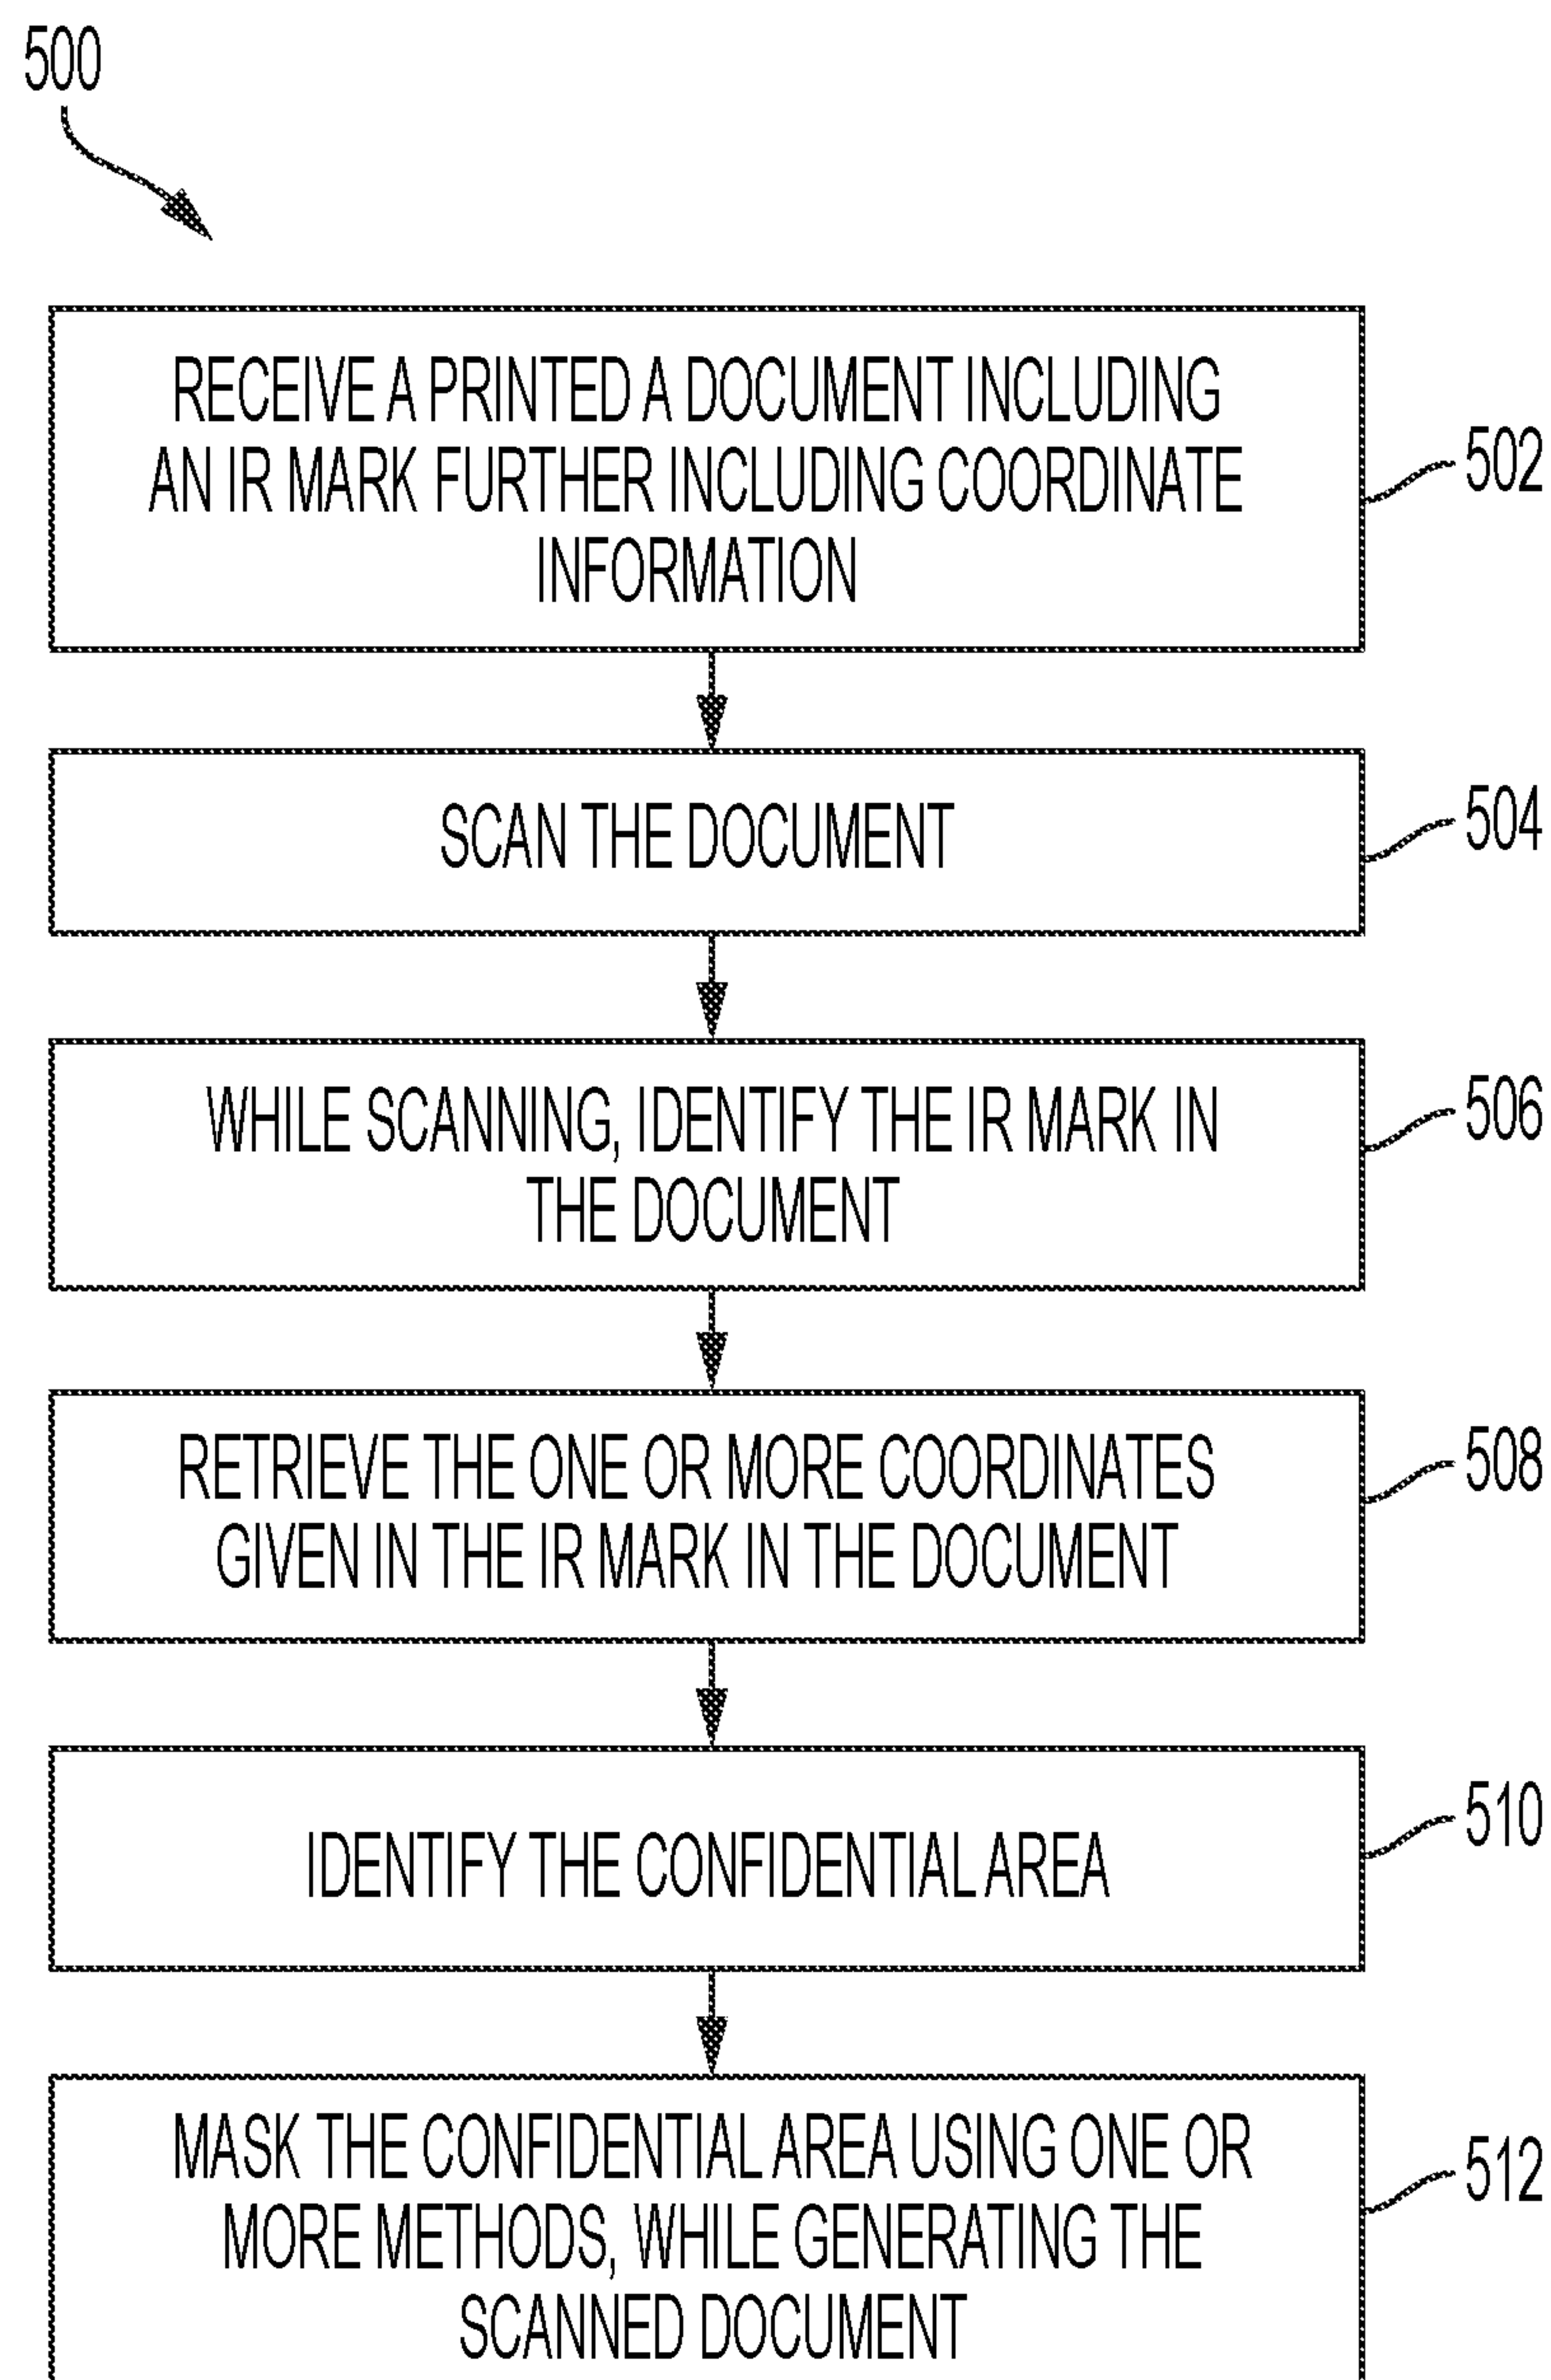 500
RECEIVE A PRINTED A DOCUMENT INCLUDING
AN IR MARK FURTHER INCLUDING COORDINATE
INFORMATION
502
SCAN THE DOCUMENT
504
WHILE SCANNING, IDENTIFY THE IR MARK IN
THE DOCUMENT
506
RETRIEVE THE ONE OR MORE COORDINATES
GIVEN IN THE IR MARK IN THE DOCUMENT
508
IDENTIFY THE CONFIDENTIAL AREA
510
MASK THE CONFIDENTIAL AREA USING ONE OR
MORE METHODS, WHILE GENERATING THE
SCANNED DOCUMENT
512